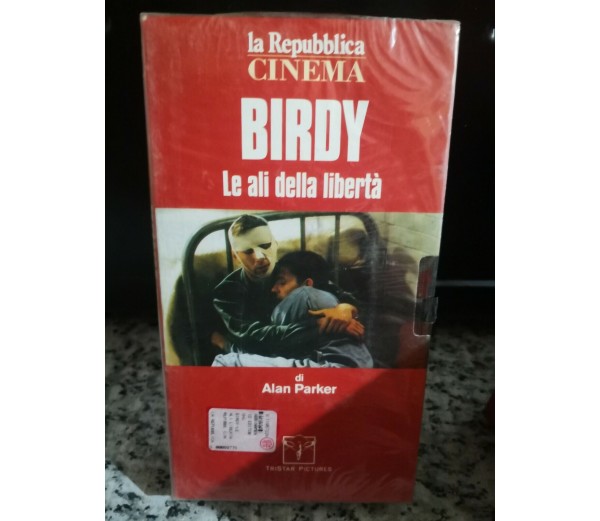 la Repubblica
CINEMA
BIRDY
Le ali della libertà
di
Alan Parker
TRISTAR PICTURES